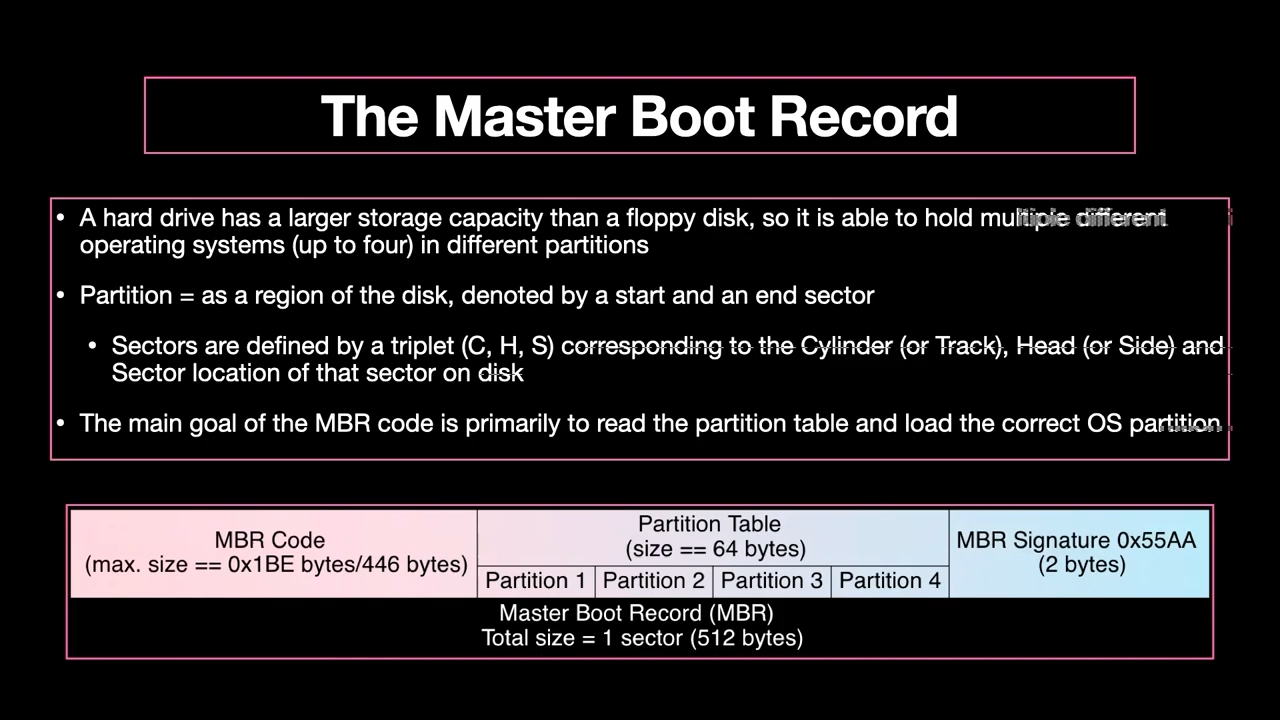 The Master Boot Record
• A hard drive has a larger storage capacity than a floppy disk, so it is able to hold multiple different
operating systems (up to four) in different partitions
• Partition = as a region of the disk, denoted by a start and an end sector
• Sectors are defined by a triplet (C, H, S) corresponding to the Cylinder (or Track), Head (or Side) and
Sector location of that sector on disk
• The main goal of the MBR code is primarily to read the partition table and load the correct OS partition
MBR Code
(max. size == 0x1BE bytes/446 bytes)
Partition Table
(size == 64 bytes)
Partition 1 Partition 2 Partition 3 Partition 4
MBR Signature 0x55AA
(2 bytes)
Master Boot Record (MBR)
Total size = 1 sector (512 bytes)